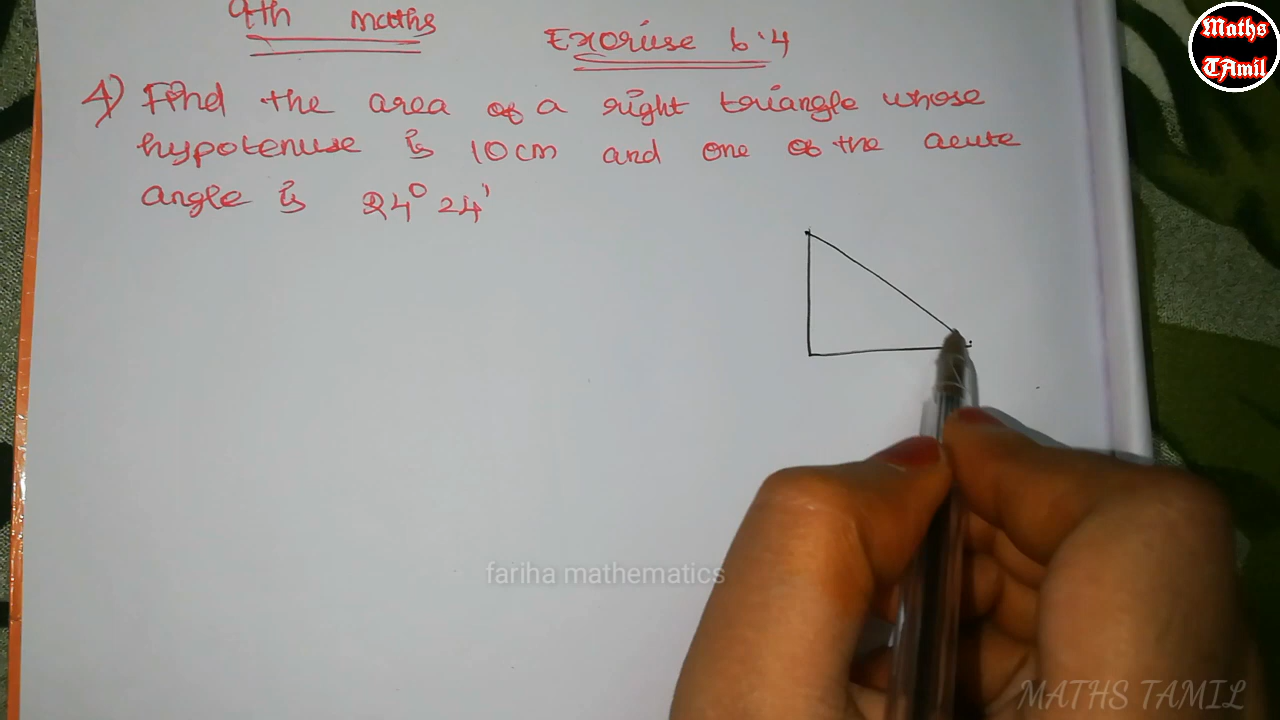 9th maths
Exercise 6.4
Maths
TAmil
4) Find the area of a right triangle whose
hypotenuse is 10cm and one of the acute
angle is 24° 24'
fariha mathematics
MATHS TAMIL